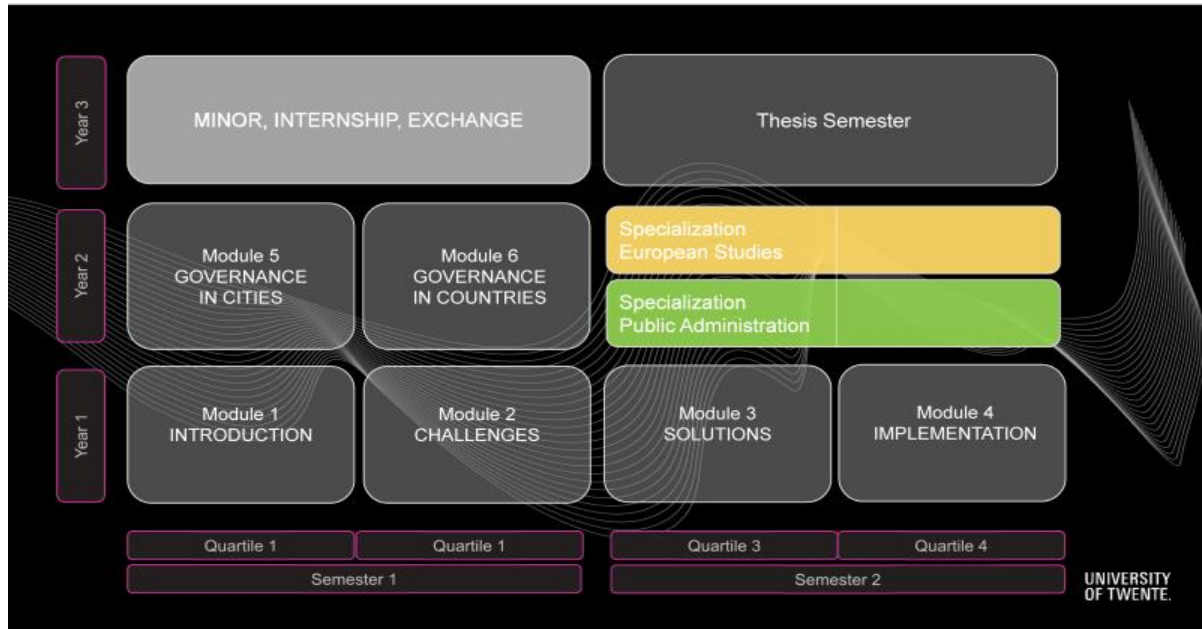 Year 3
MINOR, INTERNSHIP, EXCHANGE
Thesis Semester
Year 2
Module 5
GOVERNANCE
IN CITIES
Module 6
GOVERNANCE
IN COUNTRIES
Specialization
European Studies
Specialization
Public Administration
Year 1
Module 1
INTRODUCTION
Module 2
CHALLENGES
Module 3
SOLUTIONS
Module 4
IMPLEMENTATION
Quartile 1
Quartile 1
Quartile 3
Quartile 4
Semester 1
Semester 2
UNIVERSITY
OF TWENTE.